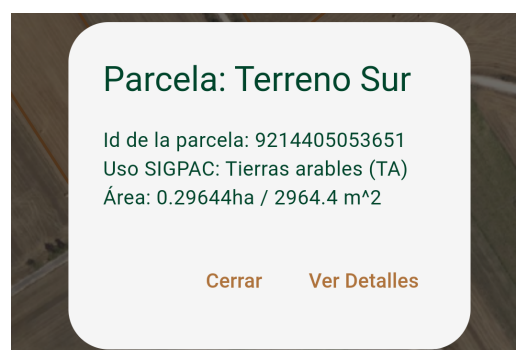 Parcela: Terreno Sur
Id de la parcela: 9214405053651
Uso SIGPAC: Tierras arables (TA)
Área: 0.29644ha / 2964.4 m^2
Cerrar Ver Detalles